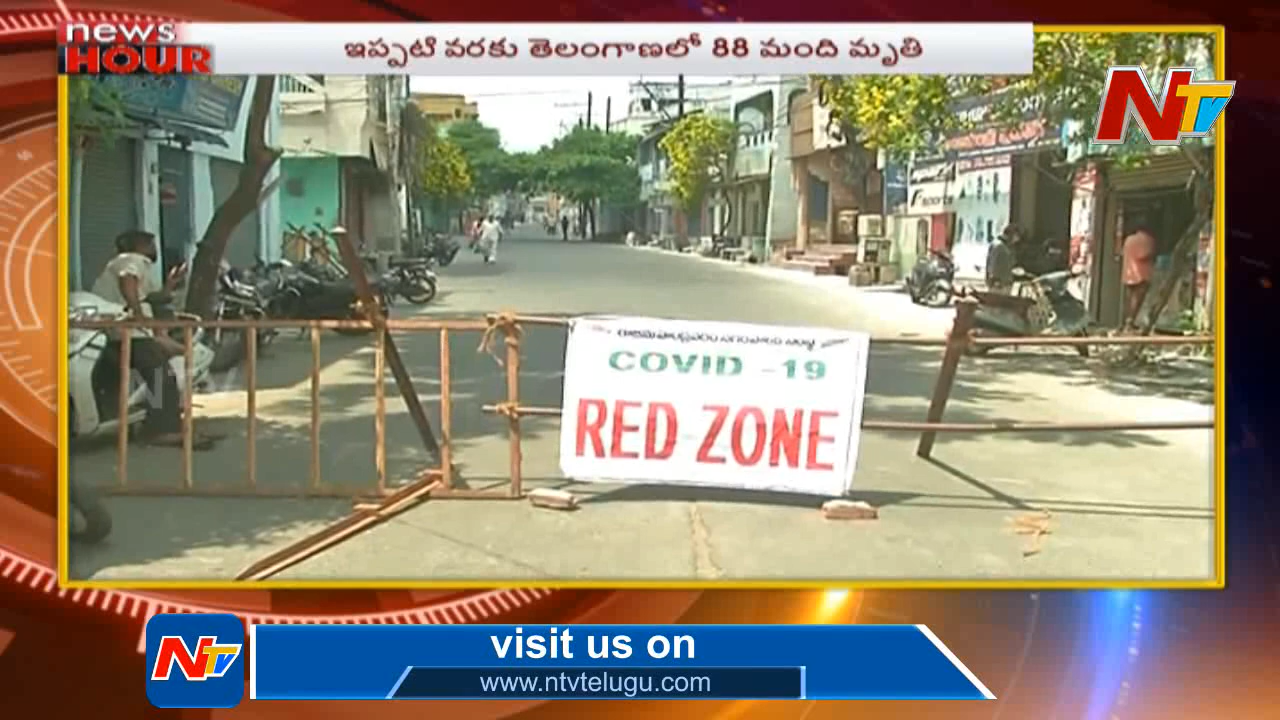 news
HOUR
ఇప్పటి వరకు తెలంగాణలో 88 మంది మృతి
NTV
COVID -19
RED ZONE
NTV
visit us on
www.ntvtelugu.com